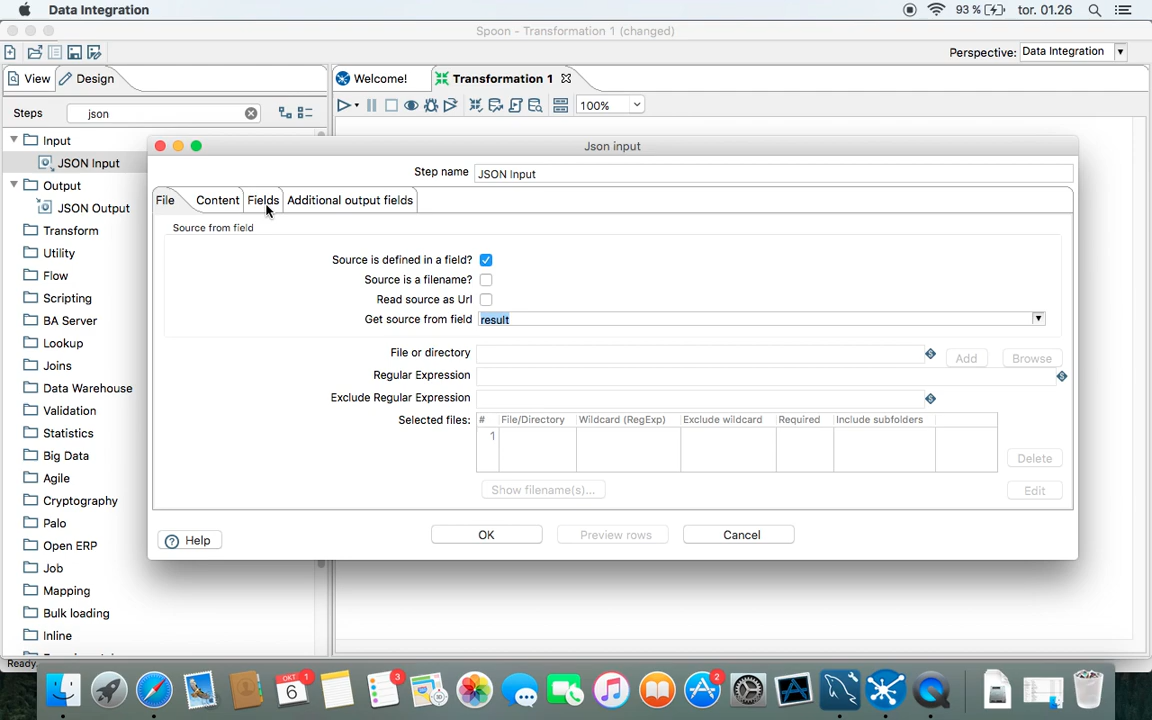 Data Integration
93 %
tor. 01.26
Spoon - Transformation 1 (changed)
Perspective:
Data Integration
View
Design
Welcome!
Transformation 1
Steps
json
100%
Input
JSON Input
Output
JSON Output
Transform
Utility
Flow
Scripting
BA Server
Lookup
Joins
Data Warehouse
Validation
Statistics
Big Data
Agile
Cryptography
Palo
Open ERP
Job
Mapping
Bulk loading
Inline
Ready
Json input
Step name
JSON Input
File
Content
Fields
Additional output fields
Source from field
Source is defined in a field?
Source is a filename?
Read source as Url
Get source from field
result
File or directory
Add
Browse
Regular Expression
Exclude Regular Expression
Selected files:
# File/Directory Wildcard (RegExp) Exclude wildcard Required Include subfolders
1
Delete
Show filename(s)...
Edit
Help
OK
Preview rows
Cancel
OKT
6
1
3
2